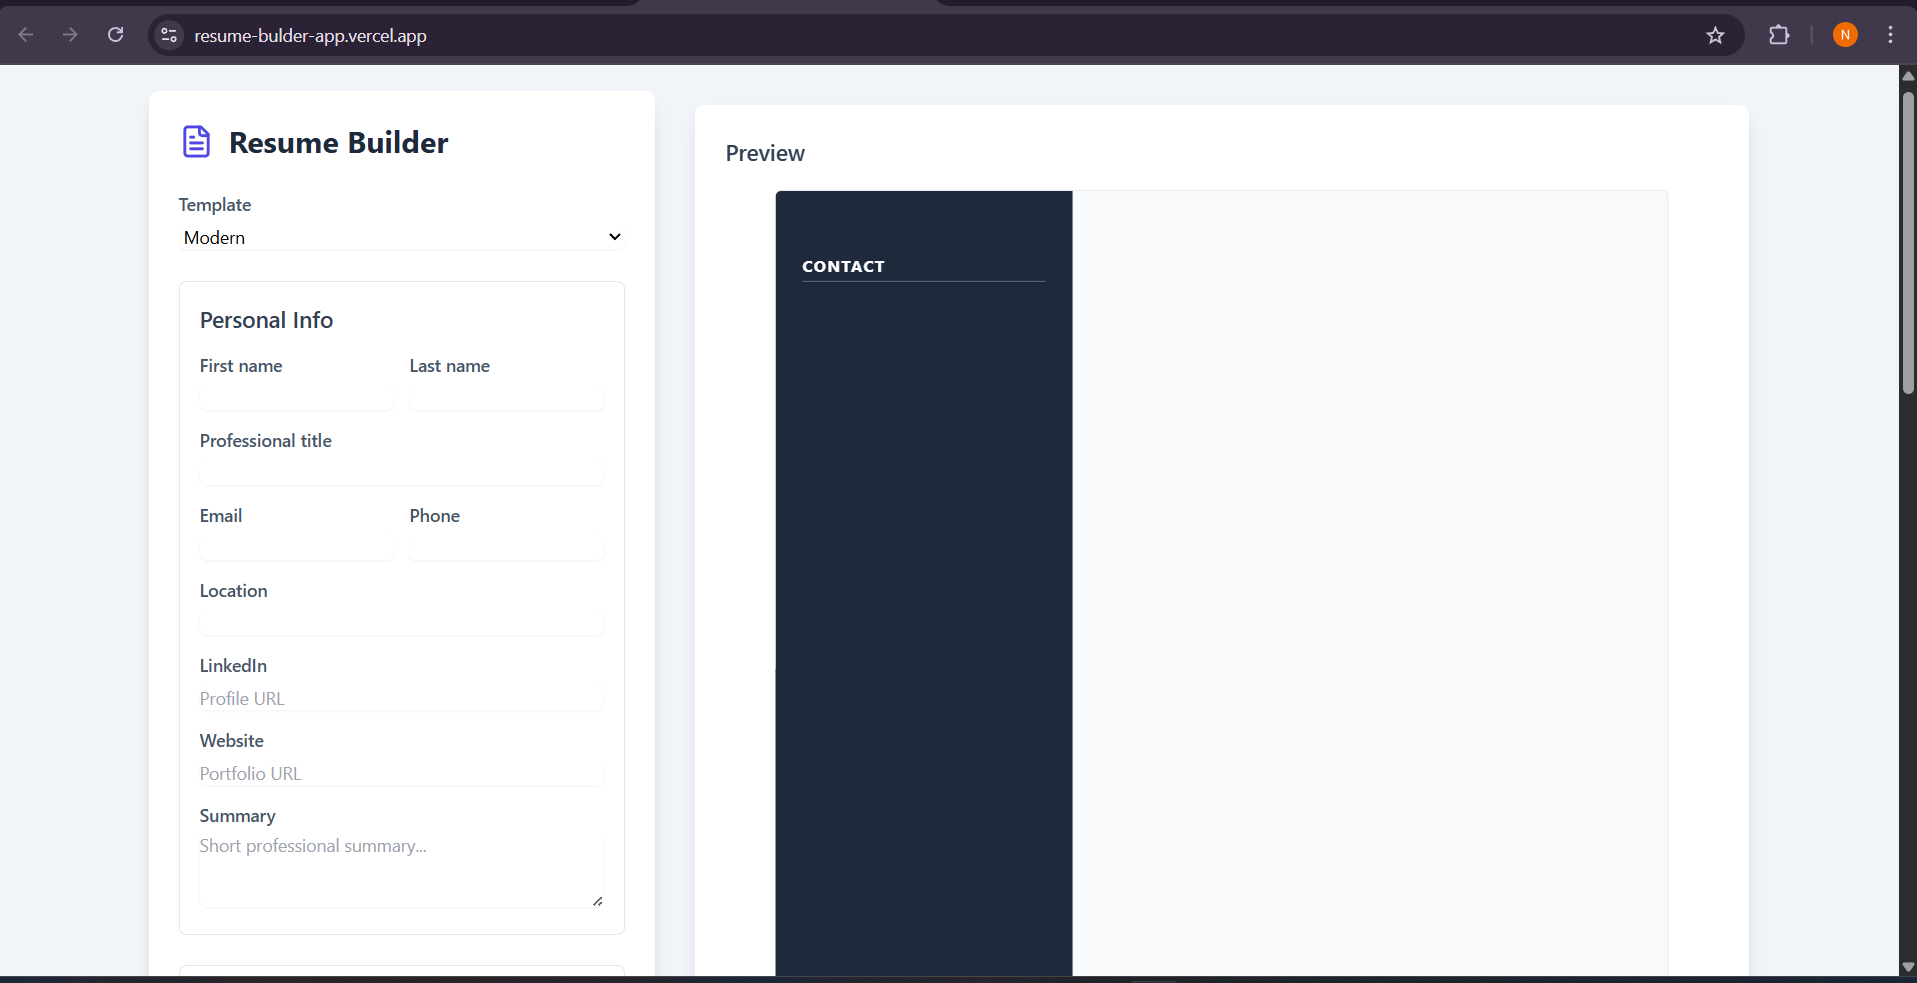 resume-bulder-app.vercel.app
N
Resume Builder
Template
Modern
Personal Info
First name
Last name
Professional title
Email
Phone
Location
LinkedIn
Profile URL
Website
Portfolio URL
Summary
Short professional summary...
Preview
CONTACT